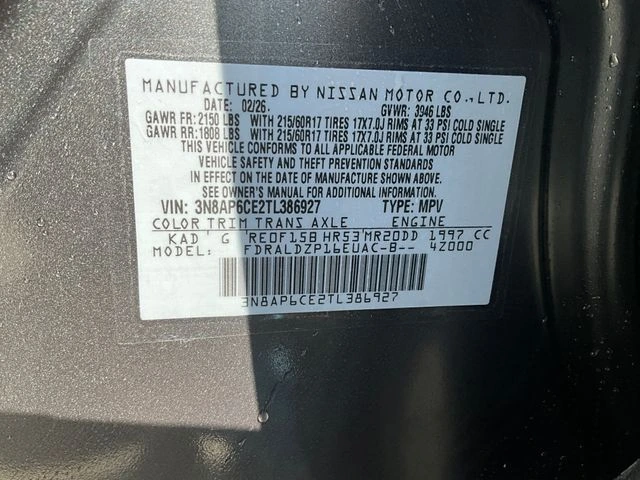 MANUFACTURED BY NISSAN MOTOR CO., LTD.
DATE: 02/26. GVWR: 3946 LBS
GAWR FR: 2150 LBS WITH 215/60R17 TIRES 17X7.0J RIMS AT 33 PSI COLD SINGLE
GAWR RR: 1808 LBS WITH 215/60R17 TIRES 17X7.0J RIMS AT 33 PSI COLD SINGLE
THIS VEHICLE CONFORMS TO ALL APPLICABLE FEDERAL MOTOR
VEHICLE SAFETY AND THEFT PREVENTION STANDARDS
IN EFFECT ON THE DATE OF MANUFACTURE SHOWN ABOVE.
SEE OWNER'S MANUAL FOR ADDITIONAL INFORMATION
VIN: 3N8AP6CE2TL386927 TYPE: MPV
COLOR TRIM TRANS AXLE ENGINE
KAD G RE0F15B HR53 MR20DD 1997 CC
MODEL: FDRALDZP16EUAC-B-- 4Z000
3N8AP6CE2TL386927